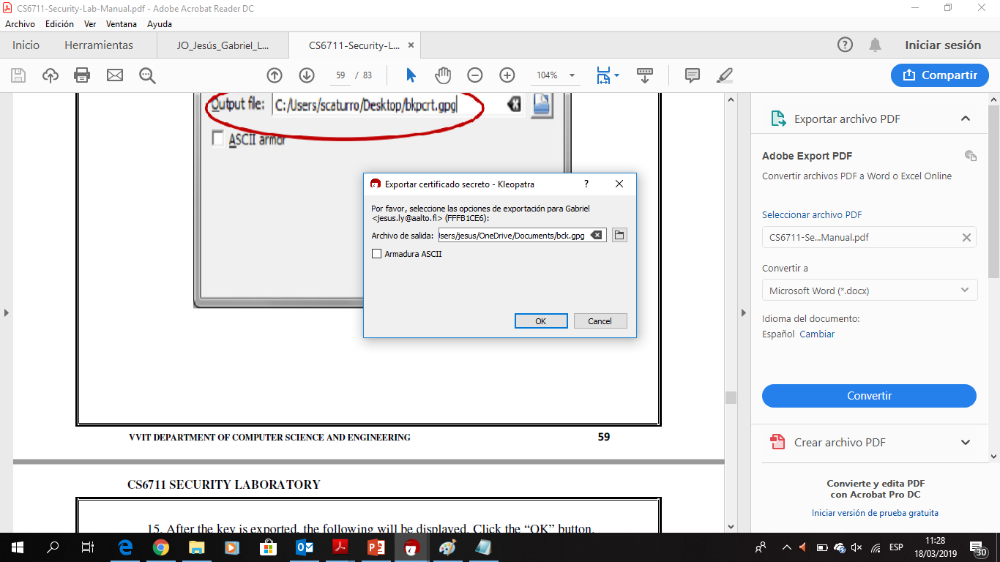 CS6711-Security-Lab-Manual.pdf - Adobe Acrobat Reader DC
Archivo Edición Ver Ventana Ayuda
Inicio Herramientas JO_Jesús_Gabriel_L... CS6711-Security-L... Iniciar sesión
59 / 83 104% Compartir
Output file: C:/Users/scaturro/Desktop/bkpcrt.gpg
ASCII armor
Exportar certificado secreto - Kleopatra
Por favor, seleccione las opciones de exportación para Gabriel
<jesus.ly@aalto.fi> (FFFB1CE6):
Archivo de salida: Users/jesus/OneDrive/Documents/bck.gpg
Armadura ASCII
OK Cancel
VVIT DEPARTMENT OF COMPUTER SCIENCE AND ENGINEERING 59
CS6711 SECURITY LABORATORY
15. After the key is exported, the following will be displayed. Click the “OK” button.
Exportar archivo PDF
Adobe Export PDF
Convertir archivos PDF a Word o Excel Online
Seleccionar archivo PDF
CS6711-Se...Manual.pdf
Convertir a
Microsoft Word (*.docx)
Idioma del documento:
Español Cambiar
Convertir
Crear archivo PDF
Convierte y edita PDF
con Acrobat Pro DC
Iniciar versión de prueba gratuita
ESP
11:28
18/03/2019
30